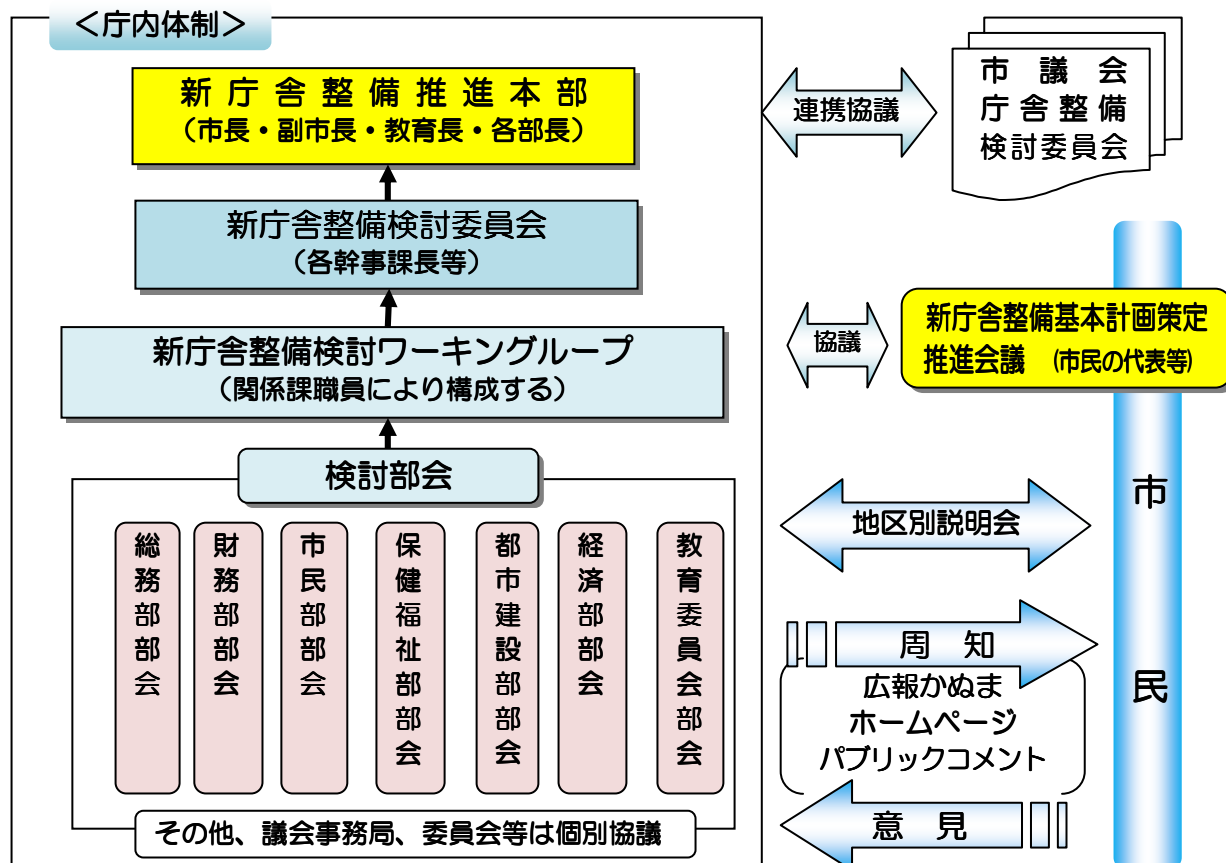 ＜庁内体制＞
新庁舎整備推進本部
（市長・副市長・教育長・各部長）
新庁舎整備検討委員会
（各幹事課長等）
新庁舎整備検討ワーキングループ
（関係課職員により構成する）
検討部会
総務部部会
財務部部会
市民部部会
保健福祉部部会
都市建設部部会
経済部部会
教育委員会部会
その他、議会事務局、委員会等は個別協議
連携協議
市議会
庁舎整備
検討委員会
協議
新庁舎整備基本計画策定
推進会議　（市民の代表等）
地区別説明会
周　知
広報かぬま
ホームページ
パブリックコメント
意　見
市民